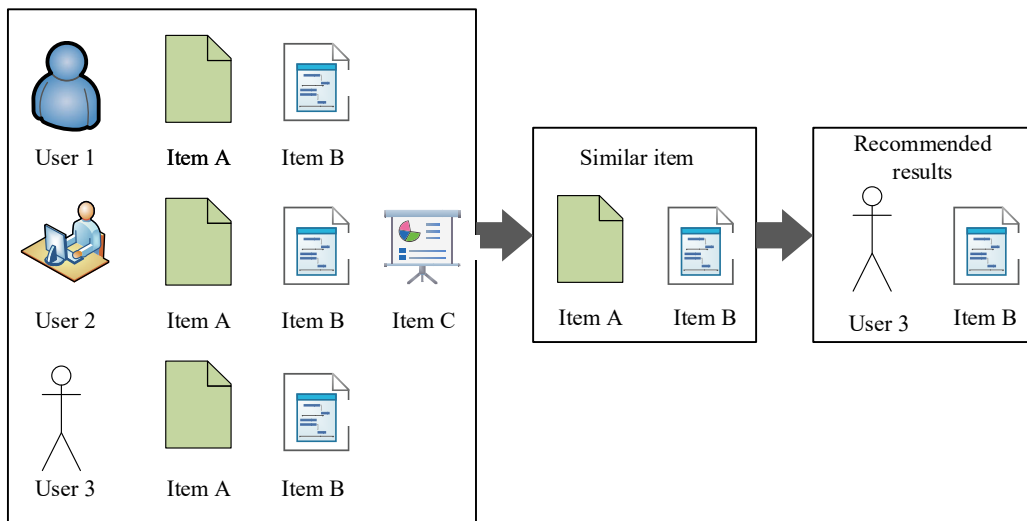 User 1
Item A
Item B
User 2
Item A
Item B
Item C
User 3
Item A
Item B
Similar item
Item A
Item B
Recommended
results
User 3
Item B